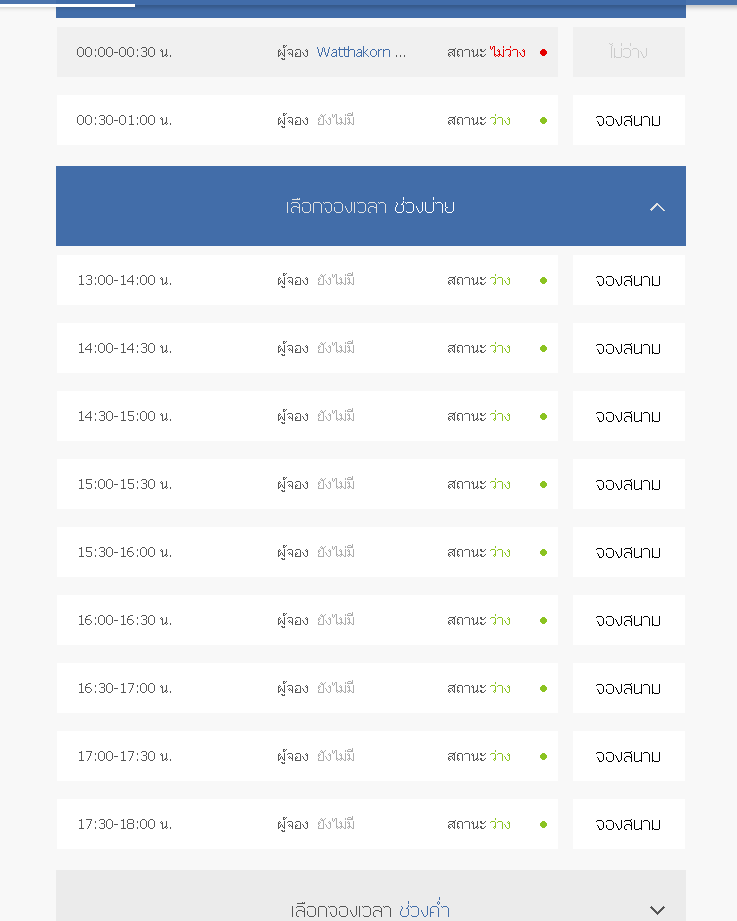 00:00-00:30 น. ผู้จอง Watthakorn ... สถานะ ไม่ว่าง ไม่ว่าง
00:30-01:00 น. ผู้จอง ยังไม่มี สถานะ ว่าง จองสนาม
เลือกจองเวลา ช่วงบ่าย
13:00-14:00 น. ผู้จอง ยังไม่มี สถานะ ว่าง จองสนาม
14:00-14:30 น. ผู้จอง ยังไม่มี สถานะ ว่าง จองสนาม
14:30-15:00 น. ผู้จอง ยังไม่มี สถานะ ว่าง จองสนาม
15:00-15:30 น. ผู้จอง ยังไม่มี สถานะ ว่าง จองสนาม
15:30-16:00 น. ผู้จอง ยังไม่มี สถานะ ว่าง จองสนาม
16:00-16:30 น. ผู้จอง ยังไม่มี สถานะ ว่าง จองสนาม
16:30-17:00 น. ผู้จอง ยังไม่มี สถานะ ว่าง จองสนาม
17:00-17:30 น. ผู้จอง ยังไม่มี สถานะ ว่าง จองสนาม
17:30-18:00 น. ผู้จอง ยังไม่มี สถานะ ว่าง จองสนาม
เลือกจองเวลา ช่วงค่ำ